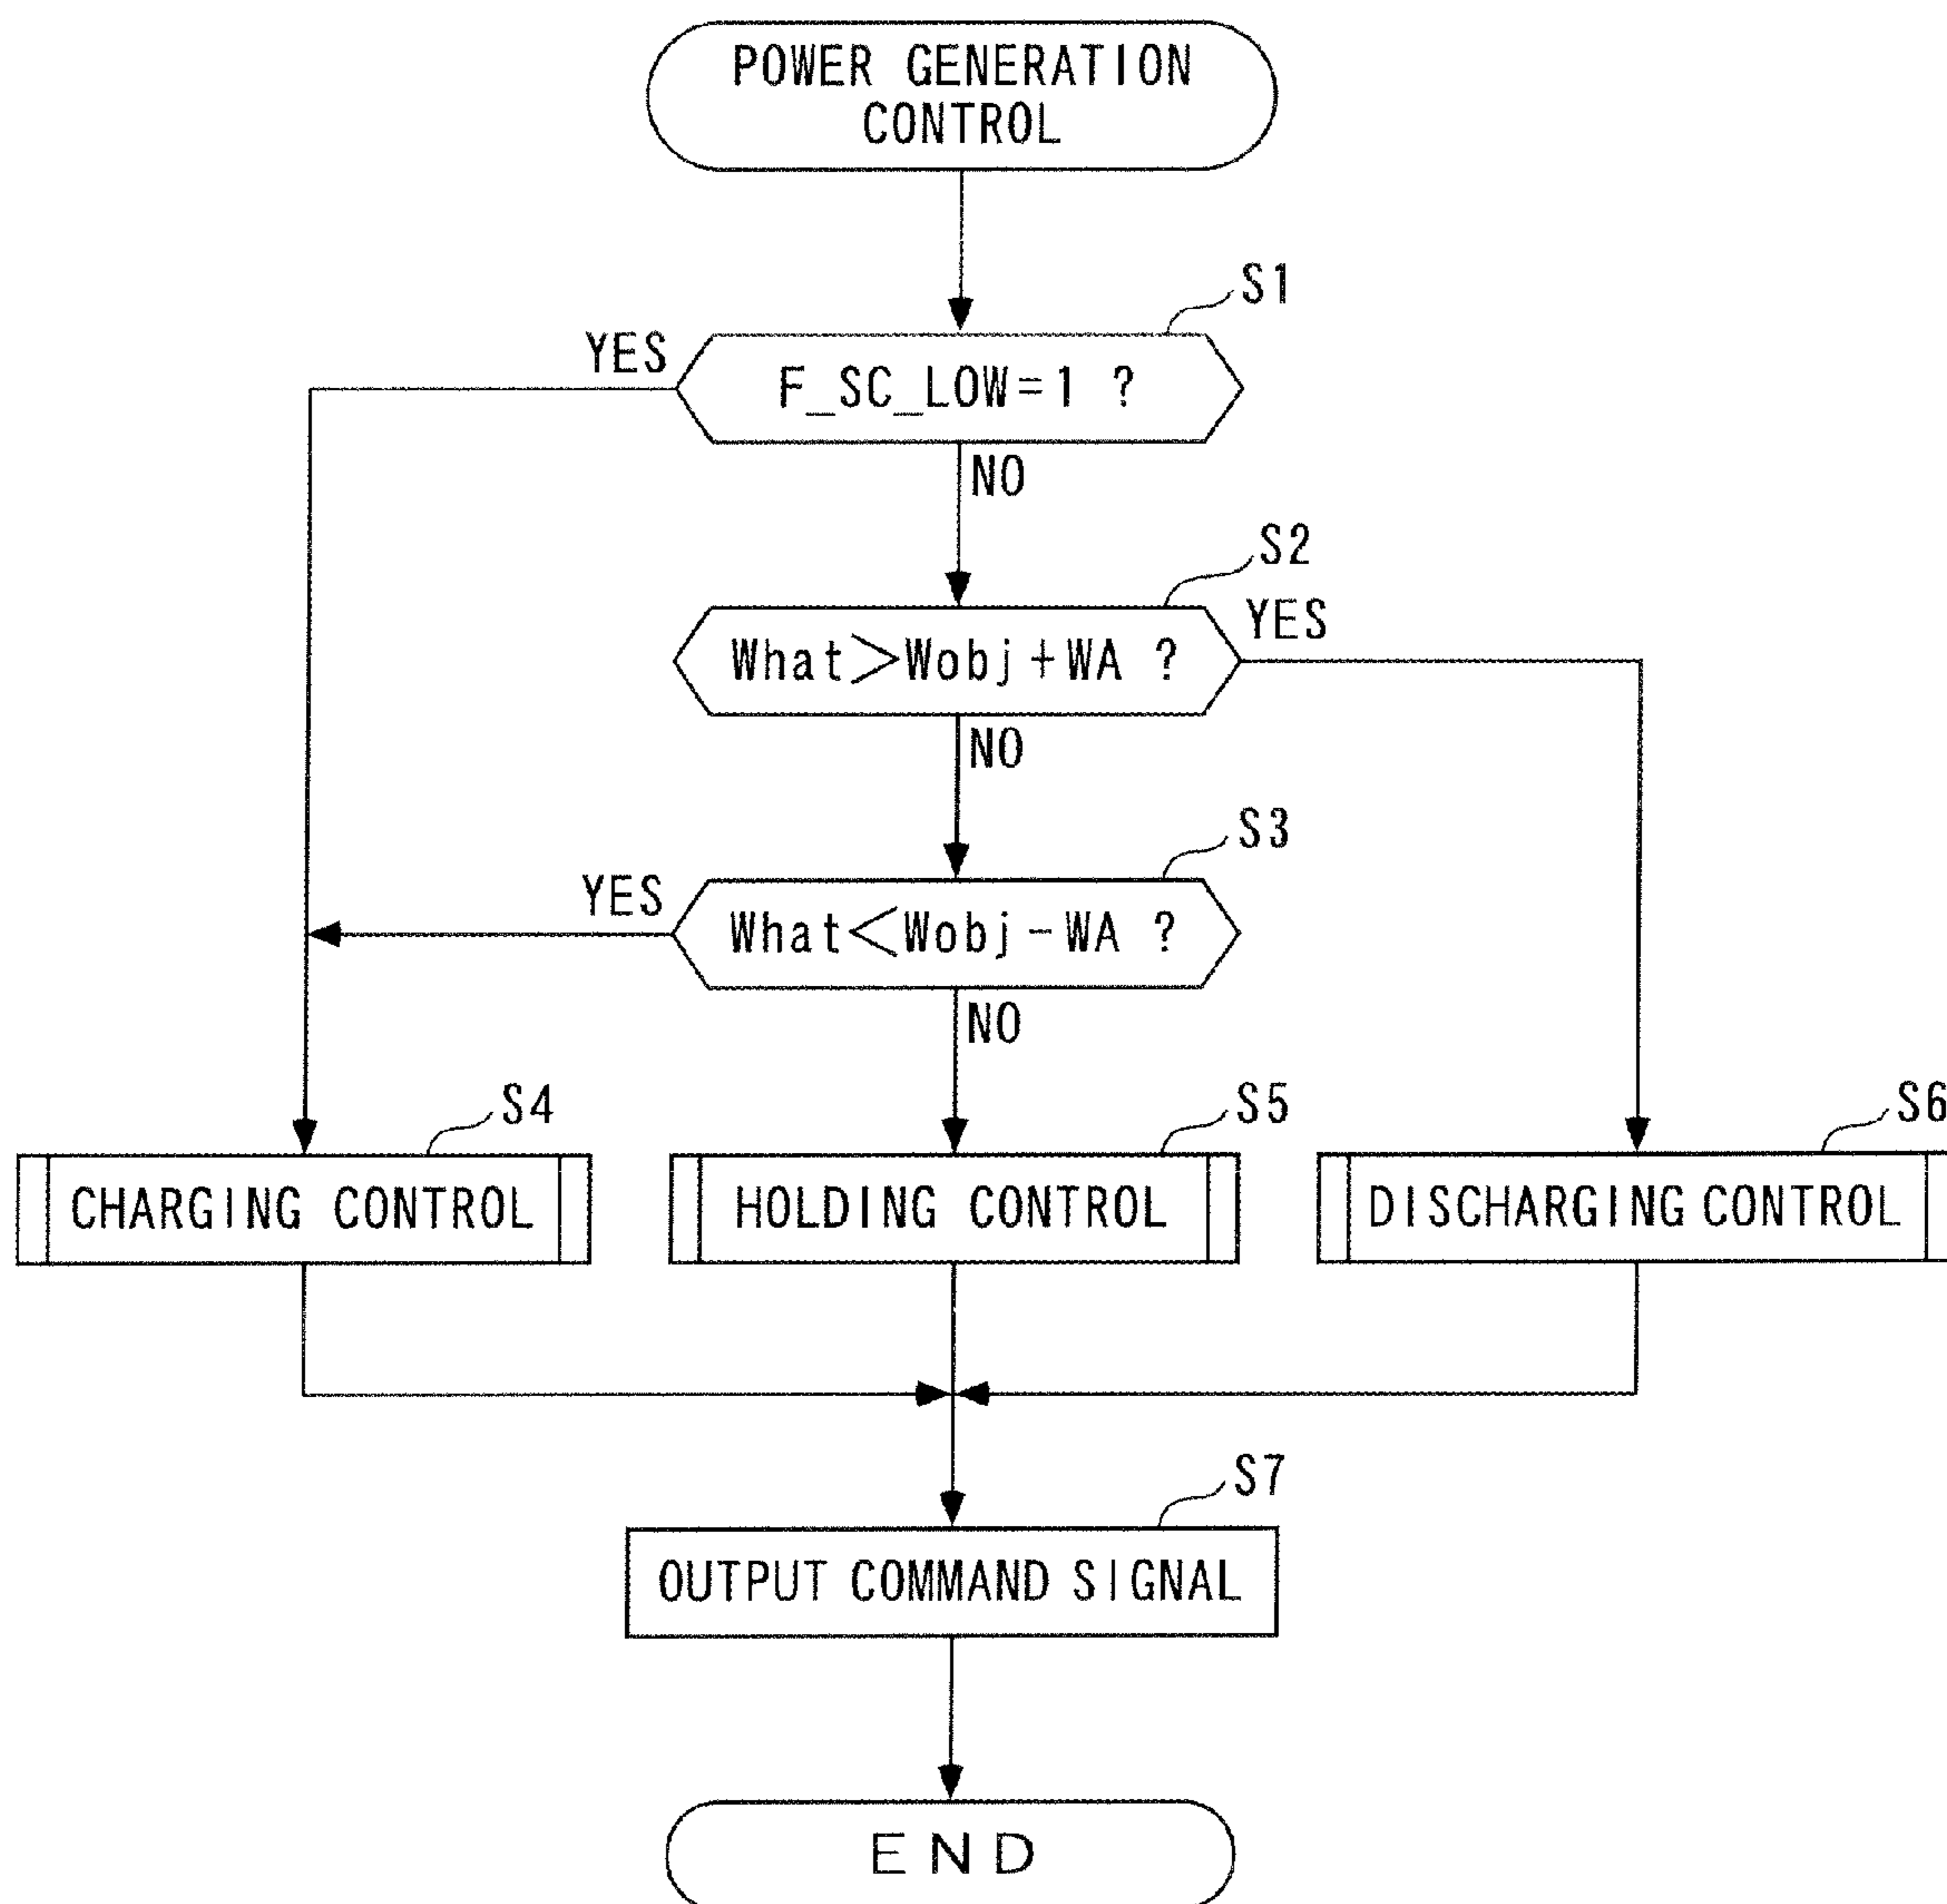 POWER GENERATION
CONTROL
S1
YES
F_SC_LOW=1 ?
NO
S2
YES
What>Wobj+WA ?
NO
S3
YES
What<Wobj-WA ?
NO
S4
S5
S6
CHARGING CONTROL
HOLDING CONTROL
DISCHARGING CONTROL
S7
OUTPUT COMMAND SIGNAL
END